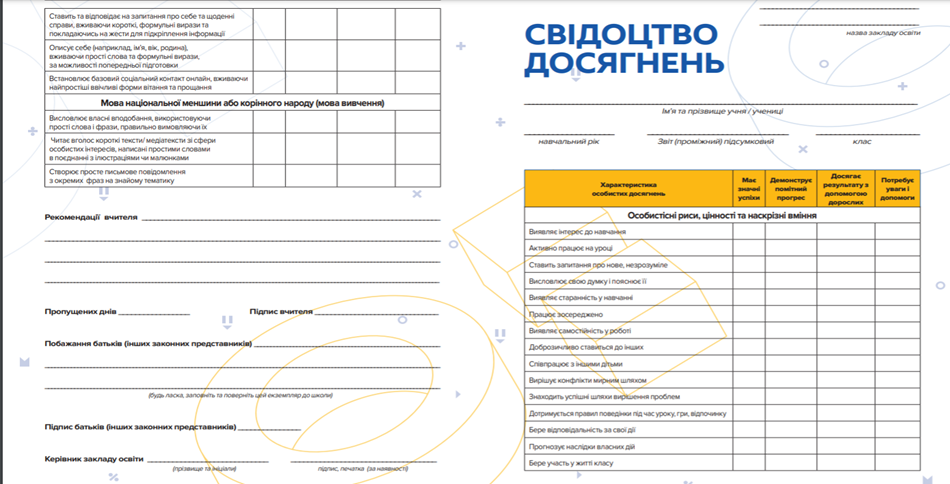 Ставить та відповідає на запитання про себе та щоденні
справи, вживаючи короткі, формульні вирази та
покладаючись на жести для підкріплення інформації
Описує себе (наприклад, ім'я, вік, родина),
вживаючи прості слова та формульні вирази,
за можливості попередньої підготовки
Встановлює базовий соціальний контакт онлайн, вживаючи
найпростіші ввічливі форми вітання та прощання
Мова національної меншини або корінного народу (мова вивчення)
Висловлює власні вподобання, використовуючи
прості слова і фрази, правильно вимовляючи їх
Читає вголос короткі тексти/ медіатексти зі сфери
особистих інтересів, написані простими словами
в поєднанні з ілюстраціями чи малюнками
Створює просте письмове повідомлення
з окремих фраз на знайому тематику
Рекомендації вчителя
Пропущених днів Підпис вчителя
Побажання батьків (інших законних представників)
(будь ласка, заповніть та поверніть цей екземпляр до школи)
Підпис батьків (інших законних представників)
Керівник закладу освіти
(прізвище та ініціали) підпис, печатка (за наявності)
назва закладу освіти
СВІДОЦТВО
ДОСЯГНЕНЬ
Ім'я та прізвище учня / учениці
навчальний рік Звіт (проміжний) підсумковий клас
Характеристика
особистих досягнень
Має
значні
успіхи
Демонструє
помітний
прогрес
Досягає
результату з
допомогою
дорослих
Потребує
уваги і
допомоги
Особистісні риси, цінності та наскрізні вміння
Виявляє інтерес до навчання
Активно працює на уроці
Ставить запитання про нове, незрозуміле
Висловлює свою думку і пояснює її
Виявляє старанність у навчанні
Працює зосереджено
Виявляє самостійність у роботі
Доброзичливо ставиться до інших
Співпрацює з іншими дітьми
Вирішує конфлікти мирним шляхом
Знаходить успішні шляхи вирішення проблем
Дотримується правил поведінки під час уроку, гри, відпочинку
Бере відповідальність за свої дії
Прогнозує наслідки власних дій
Бере участь у житті класу